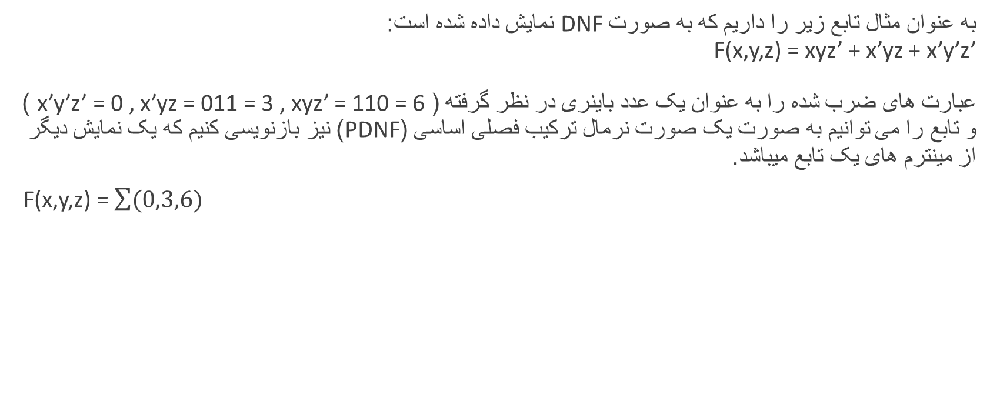 به عنوان مثال تابع زیر را داریم که به صورت DNF نمایش داده شده است:
F(x,y,z) = xyz’ + x’yz + x’y’z’
عبارت های ضرب شده را به عنوان یک عدد باینری در نظر گرفته ( x’y’z’ = 0 , x’yz = 011 = 3 , xyz’ = 110 = 6 )
و تابع را می توانیم به صورت یک صورت نرمال ترکیب فصلی اساسی (PDNF) نیز بازنویسی کنیم که یک نمایش دیگر
از مینترم های یک تابع میباشد.
F(x,y,z) = ∑(0,3,6)